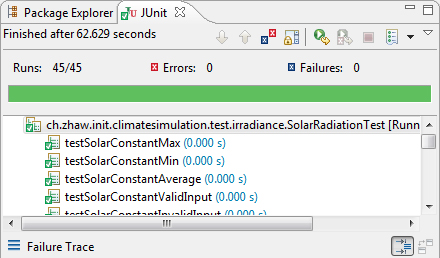 Package Explorer JUnit
Finished after 62.629 seconds
Runs: 45/45 Errors: 0 Failures: 0
ch.zhaw.init.climatesimulation.test.irradiance.SolarRadiationTest [Runn
testSolarConstantMax (0.000 s)
testSolarConstantMin (0.000 s)
testSolarConstantAverage (0.000 s)
testSolarConstantValidInput (0.000 s)
testSolarConstantInvalidInput (0.000 s)
Failure Trace